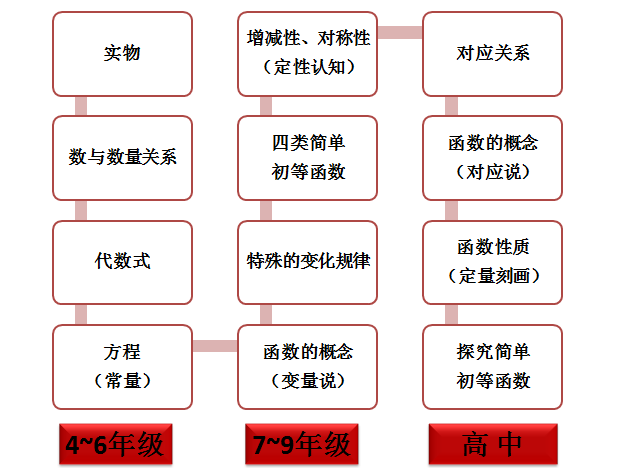 实物
数与数量关系
代数式
方程
（常量）
4~6年级
增减性、对称性
（定性认知）
四类简单
初等函数
特殊的变化规律
函数的概念
（变量说）
7~9年级
对应关系
函数的概念
（对应说）
函数性质
（定量刻画）
探究简单
初等函数
高 中